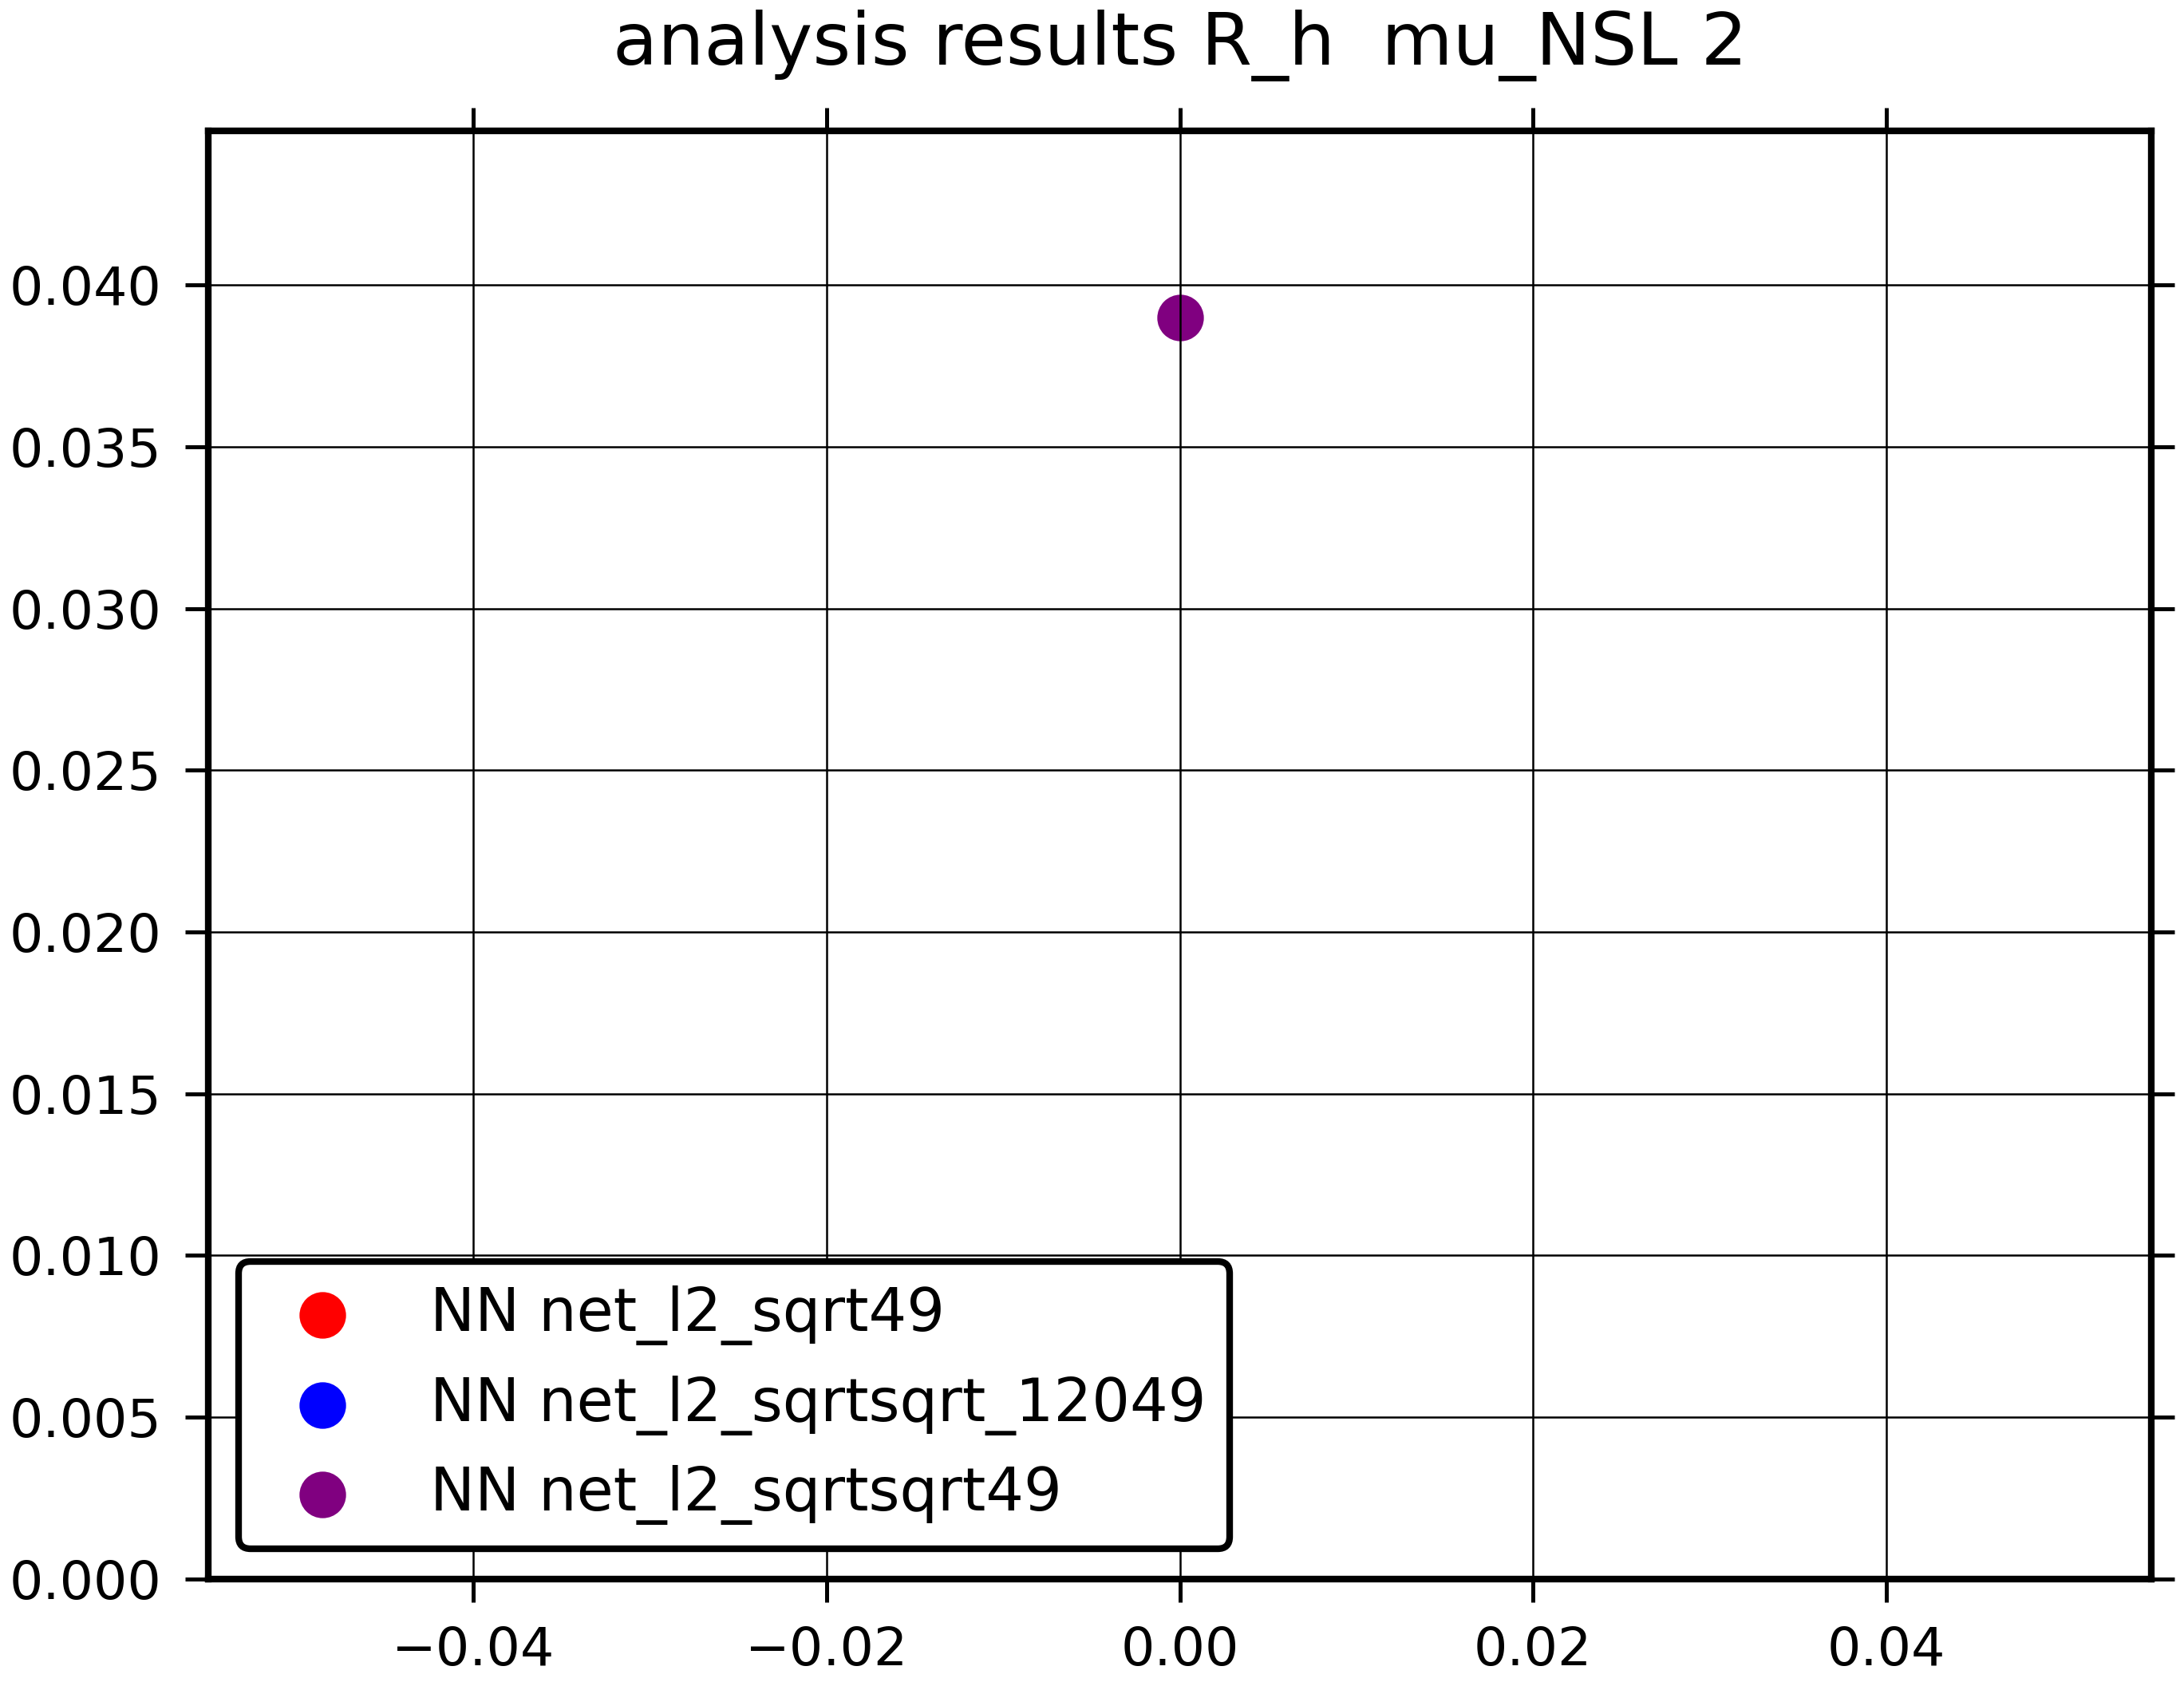 analysis results R_h  mu_NSL 2
0.040
0.035
0.030
0.025
0.020
0.015
0.010
0.005
0.000
NN net_l2_sqrt49
NN net_l2_sqrtsqrt_12049
NN net_l2_sqrtsqrt49
−0.04 −0.02 0.00 0.02 0.04